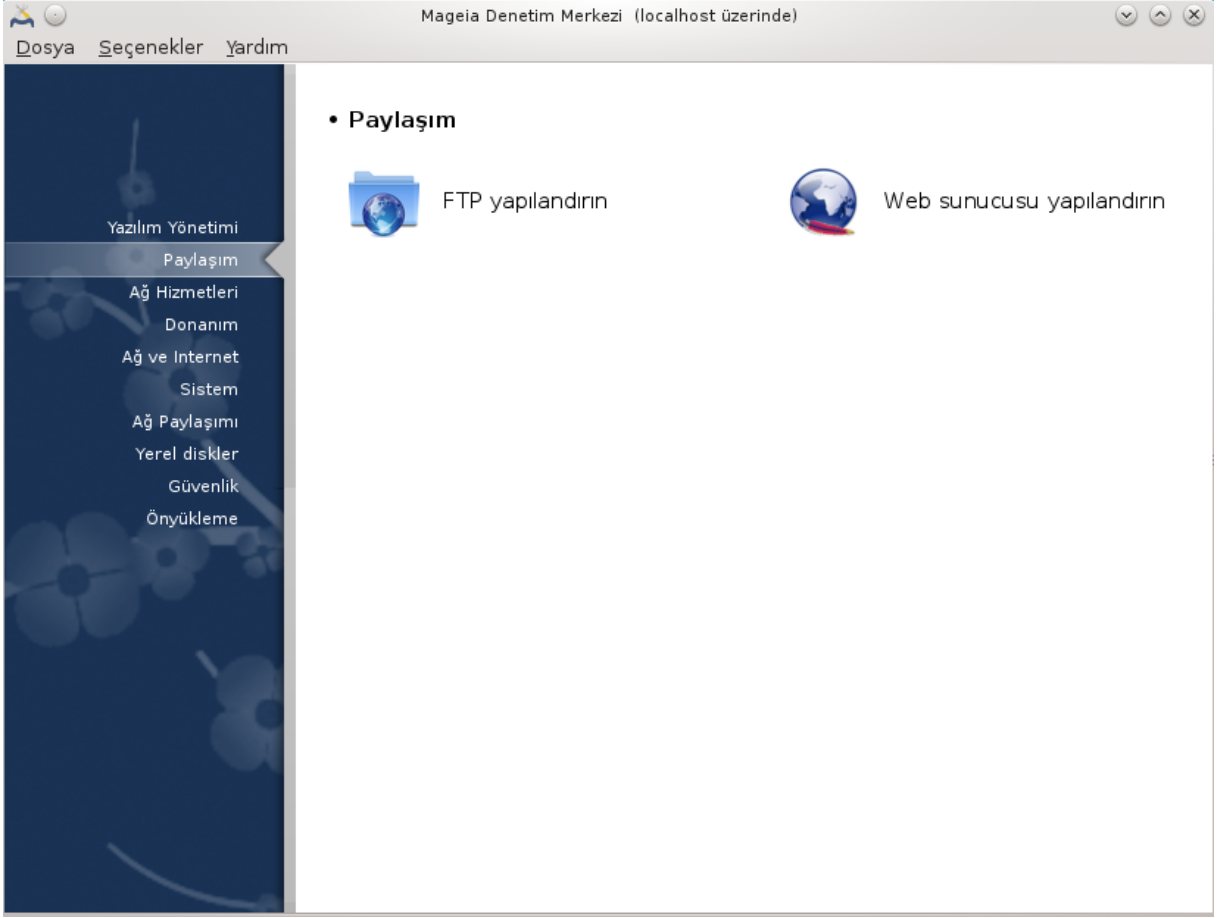 Mageia Denetim Merkezi (localhost üzerinde)
Dosya Seçenekler Yardım
• Paylaşım
FTP yapılandırın
Web sunucusu yapılandırın
Yazılım Yönetimi
Paylaşım
Ağ Hizmetleri
Donanım
Ağ ve Internet
Sistem
Ağ Paylaşımı
Yerel diskler
Güvenlik
Önyükleme